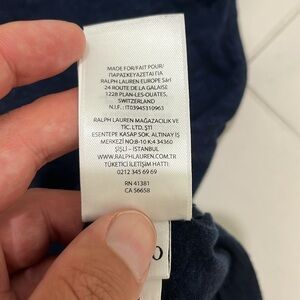 MADE FOR/FAIT POUR/
ΠΑΡΑΣΚΕΥΑΖΕΤΑΙ ΓΙΑ
RALPH LAUREN EUROPE Sàrl
24 ROUTE DE LA GALAISE
1228 PLAN-LES-OUATES,
SWITZERLAND
N.I.F.: IT03945310963
RALPH LAUREN MAĞAZACILIK VE
TİC. LTD. ŞTİ
ESENTEPE KASAP SOK. ALTINAY İŞ
MERKEZİ NO:8-10 K:4 34360
ŞİŞLİ - İSTANBUL
WWW.RALPHLAUREN.COM.TR
TÜKETİCİ İLETİŞİM HATTI:
0212 345 69 69
RN 41381
CA 56658